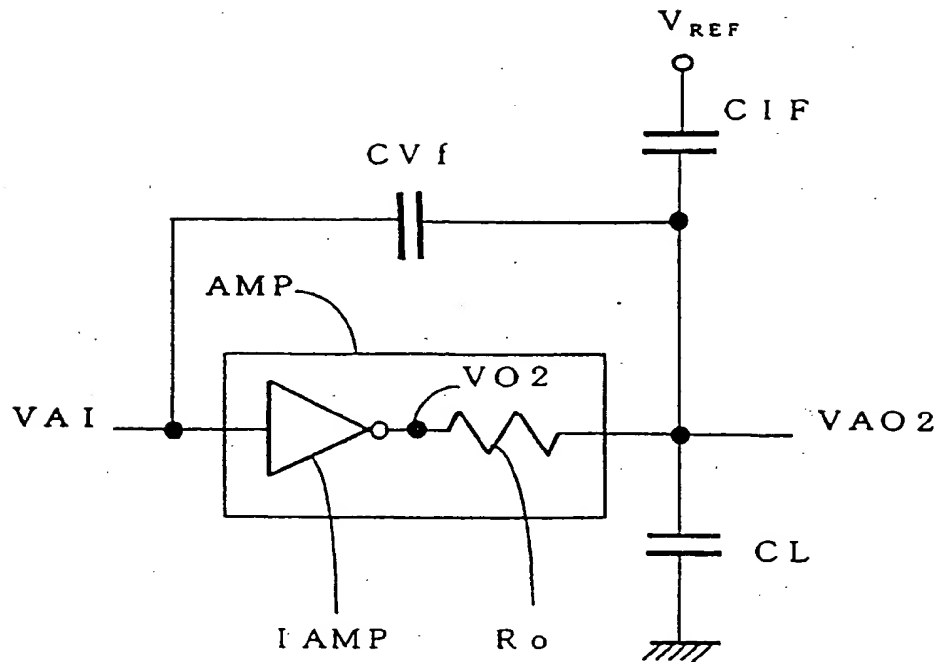 VREF
CIF
CVf
AMP
VO2
VAI
VAO2
CL
IAMP
Ro